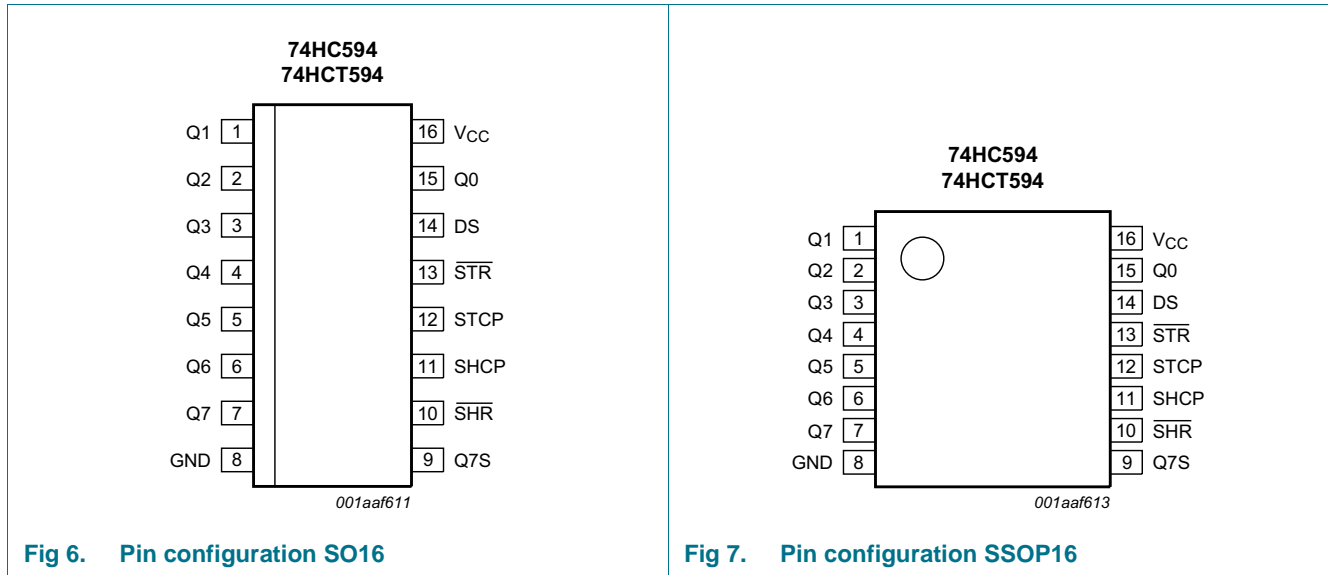 74HC594
74HCT594
Q1 1 16 VCC
Q2 2 15 Q0
Q3 3 14 DS
Q4 4 13 S̅T̅R̅
Q5 5 12 STCP
Q6 6 11 SHCP
Q7 7 10 S̅H̅R̅
GND 8 9 Q7S
001aaf611
Fig 6. Pin configuration SO16
74HC594
74HCT594
Q1 1 16 VCC
Q2 2 15 Q0
Q3 3 14 DS
Q4 4 13 S̅T̅R̅
Q5 5 12 STCP
Q6 6 11 SHCP
Q7 7 10 S̅H̅R̅
GND 8 9 Q7S
001aaf613
Fig 7. Pin configuration SSOP16